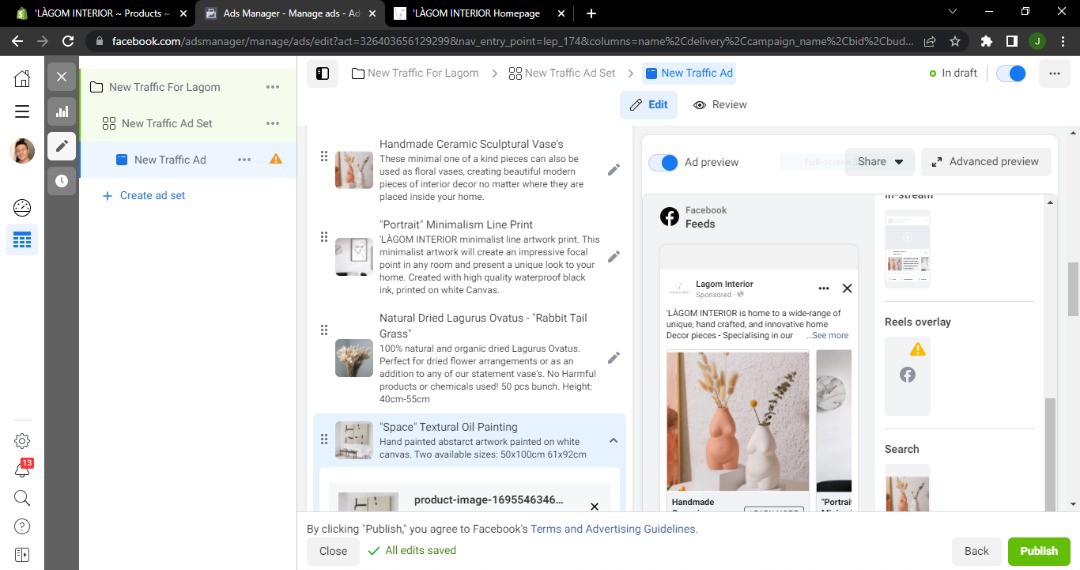 'LÀGOM INTERIOR ~ Products ~
Ads Manager - Manage ads - Ad
'LÀGOM INTERIOR Homepage
facebook.com/adsmanager/manage/ads/edit?act=326403656129299&nav_entry_point=lep_174&columns=name%2Cdelivery%2Ccampaign_name%2Cbid%2Cbud...
J
New Traffic For Lagom
New Traffic Ad Set
New Traffic Ad
+ Create ad set
13
New Traffic For Lagom > New Traffic Ad Set > New Traffic Ad
In draft
Edit
Review
Handmade Ceramic Sculptural Vase's
These minimal one of a kind pieces can also be
used as floral vases, creating beautiful modern
pieces of interior decor no matter where they are
placed inside your home.
"Portrait" Minimalism Line Print
'LÀGOM INTERIOR minimalist line artwork print. This
minimalist artwork will create an impressive focal
point in any room and present a unique look to your
home. Created with high quality waterproof black
ink, printed on white Canvas.
Natural Dried Lagurus Ovatus - "Rabbit Tail
Grass"
100% natural and organic dried Lagurus Ovatus.
Perfect for dried flower arrangements or as an
addition to any of our statement vase's. No Harmful
products or chemicals used! 50 pcs bunch. Height:
40cm-55cm
"Space" Textural Oil Painting
Hand painted abstarct artwork painted on white
canvas. Two available sizes: 50x100cm 61x92cm
product-image-1695546346...
Ad preview
Share
Advanced preview
Facebook
Feeds
Lagom Interior
Sponsored
'LÀGOM INTERIOR is home to a wide-range of
unique, hand crafted, and innovative home
Decor pieces - Specialising in our ...See more
Handmade
"Portrai
In-stream
Reels overlay
Search
By clicking "Publish," you agree to Facebook's Terms and Advertising Guidelines.
Close
All edits saved
Back
Publish